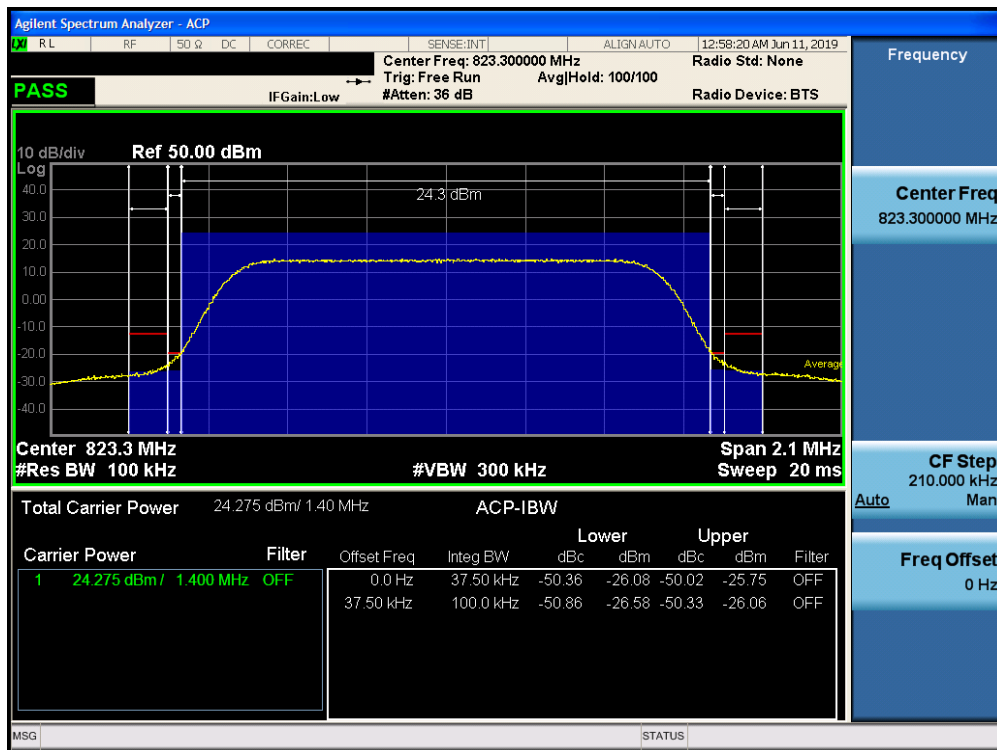 Agilent Spectrum Analyzer - ACP
LXI RL RF 50 Ω DC CORREC SENSE:INT ALIGN AUTO 12:58:20 AM Jun 11, 2019
Center Freq: 823.300000 MHz Radio Std: None
Trig: Free Run Avg|Hold: 100/100
PASS IFGain:Low #Atten: 36 dB Radio Device: BTS
10 dB/div Ref 50.00 dBm
Log
40.0 24.3 dBm
30.0
20.0
10.0
0.00
-10.0
-20.0
Average
-30.0
-40.0
Center 823.3 MHz Span 2.1 MHz
#Res BW 100 kHz #VBW 300 kHz Sweep 20 ms
Total Carrier Power 24.275 dBm/ 1.40 MHz ACP-IBW
Lower Upper
Carrier Power Filter Offset Freq Integ BW dBc dBm dBc dBm Filter
1 24.275 dBm / 1.400 MHz OFF 0.0 Hz 37.50 kHz -50.36 -26.08 -50.02 -25.75 OFF
37.50 kHz 100.0 kHz -50.86 -26.58 -50.33 -26.06 OFF
MSG STATUS
Frequency
Center Freq
823.300000 MHz
CF Step
210.000 kHz
Auto Man
Freq Offset
0 Hz